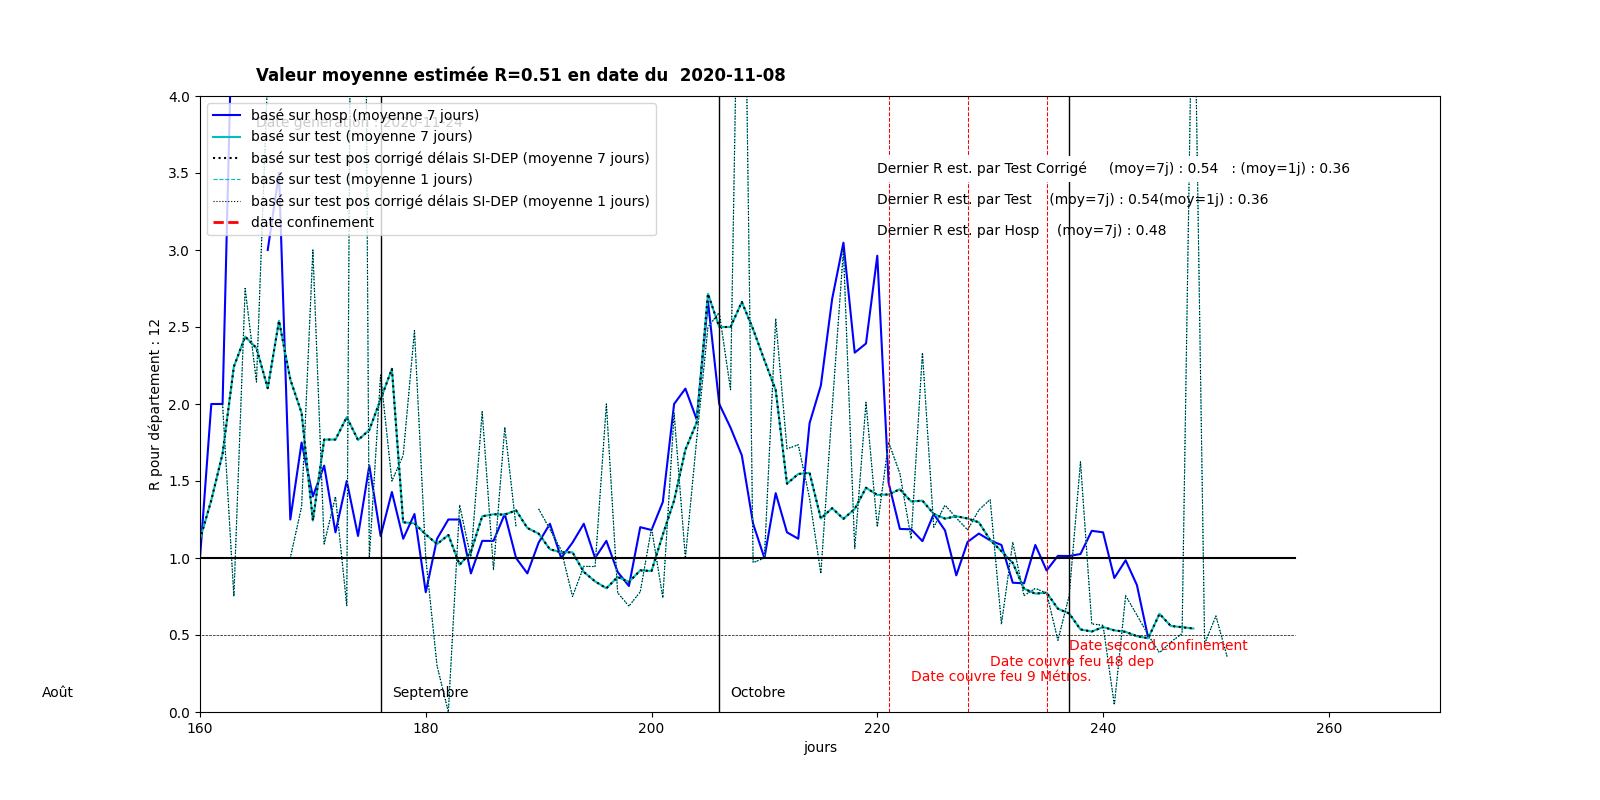 Valeur moyenne estimée R=0.51 en date du  2020-11-08
Date génération : 2020-11-24
basé sur hosp (moyenne 7 jours)
basé sur test (moyenne 7 jours)
basé sur test pos corrigé délais SI-DEP (moyenne 7 jours)
basé sur test (moyenne 1 jours)
basé sur test pos corrigé délais SI-DEP (moyenne 1 jours)
date confinement
Dernier R est. par Test Corrigé     (moy=7j) : 0.54   : (moy=1j) : 0.36
Dernier R est. par Test    (moy=7j) : 0.54(moy=1j) : 0.36
Dernier R est. par Hosp    (moy=7j) : 0.48
R pour département : 12
4.0
3.5
3.0
2.5
2.0
1.5
1.0
0.5
0.0
Date second confinement
Date couvre feu 48 dep
Date couvre feu 9 Métros.
Août
Septembre
Octobre
160 180 200 220 240 260
jours